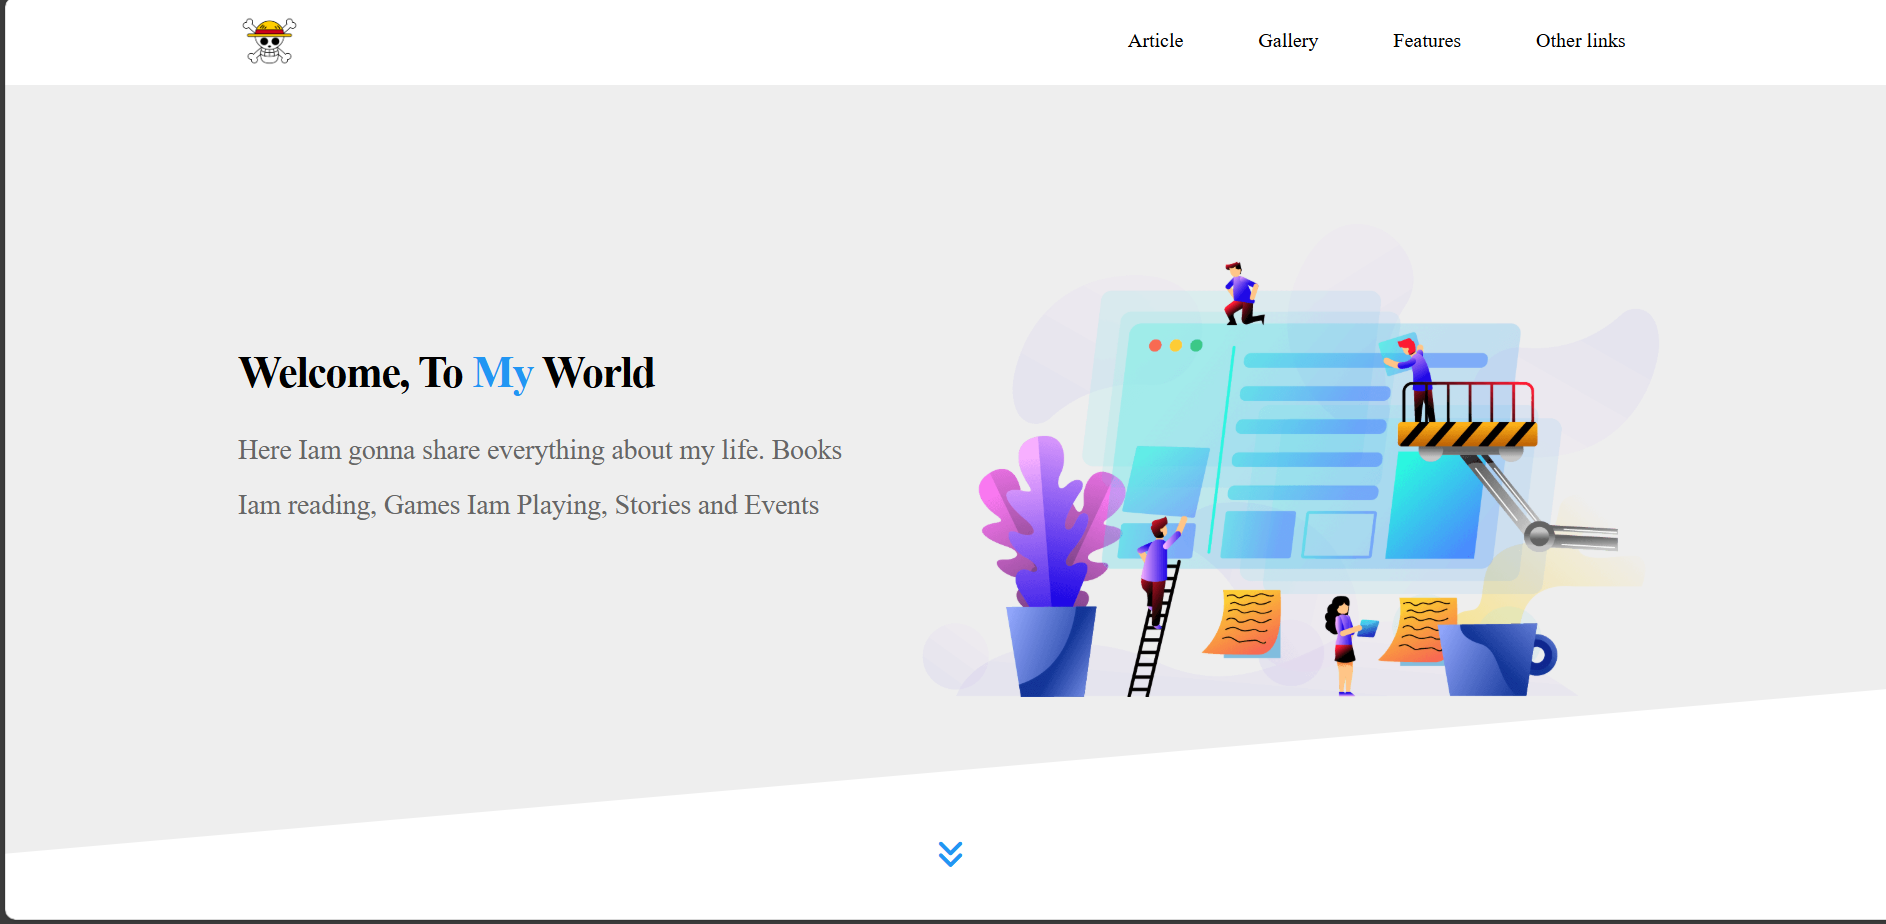 Article
Gallery
Features
Other links
Welcome, To My World
Here Iam gonna share everything about my life. Books
Iam reading, Games Iam Playing, Stories and Events